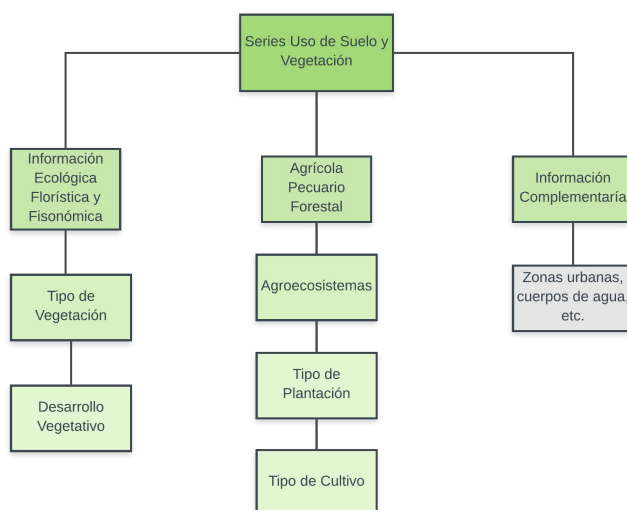 Series Uso de Suelo y
Vegetación
Información
Ecológica
Florística y
Fisonómica
Tipo de
Vegetación
Desarrollo
Vegetativo
Agrícola
Pecuario
Forestal
Agroecosistemas
Tipo de
Plantación
Tipo de Cultivo
Información
Complementaría
Zonas urbanas,
cuerpos de agua,
etc.